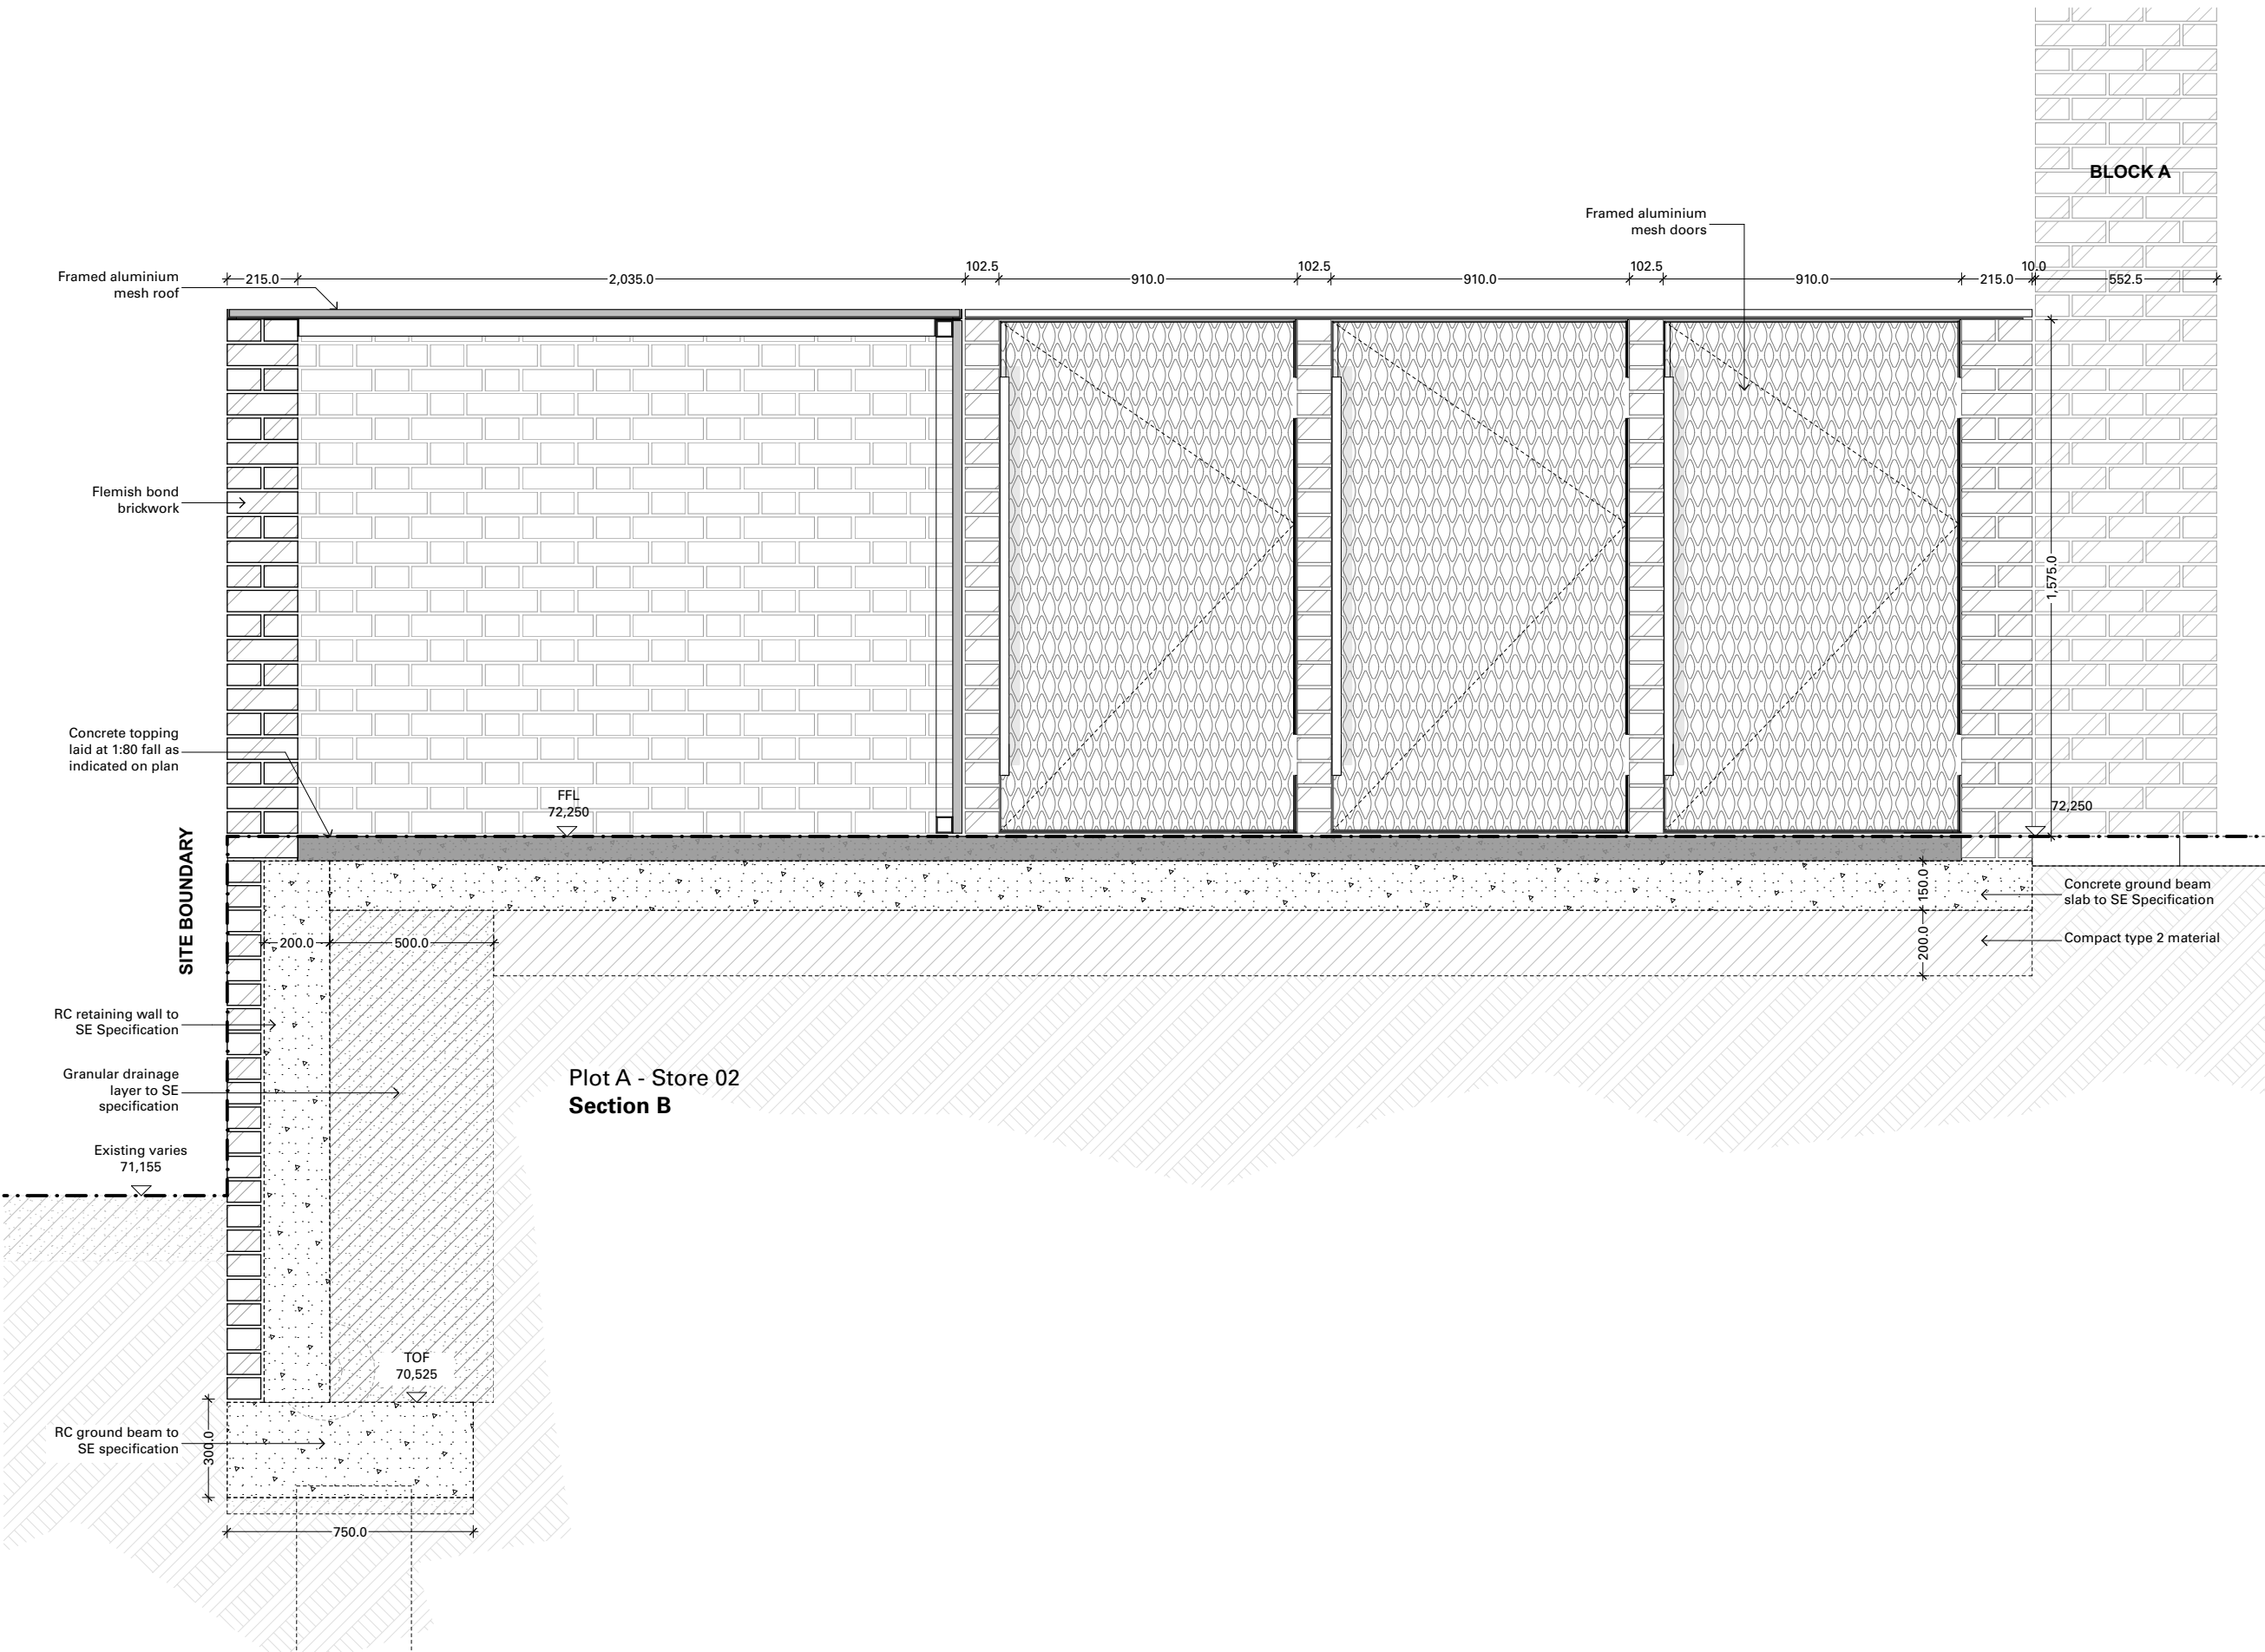 BLOCK A
Framed aluminium
mesh doors
Framed aluminium
mesh roof
215.0
2,035.0
102.5
910.0
102.5
910.0
102.5
910.0
215.0
10.0
552.5
Flemish bond
brickwork
1,575.0
Concrete topping
laid at 1:80 fall as
indicated on plan
FFL
72,250
72,250
SITE BOUNDARY
150.0
Concrete ground beam
slab to SE Specification
200.0
500.0
200.0
Compact type 2 material
RC retaining wall to
SE Specification
Granular drainage
layer to SE
specification
Plot A - Store 02
Section B
Existing varies
71,155
TOF
70,525
RC ground beam to
SE specification
300.0
750.0